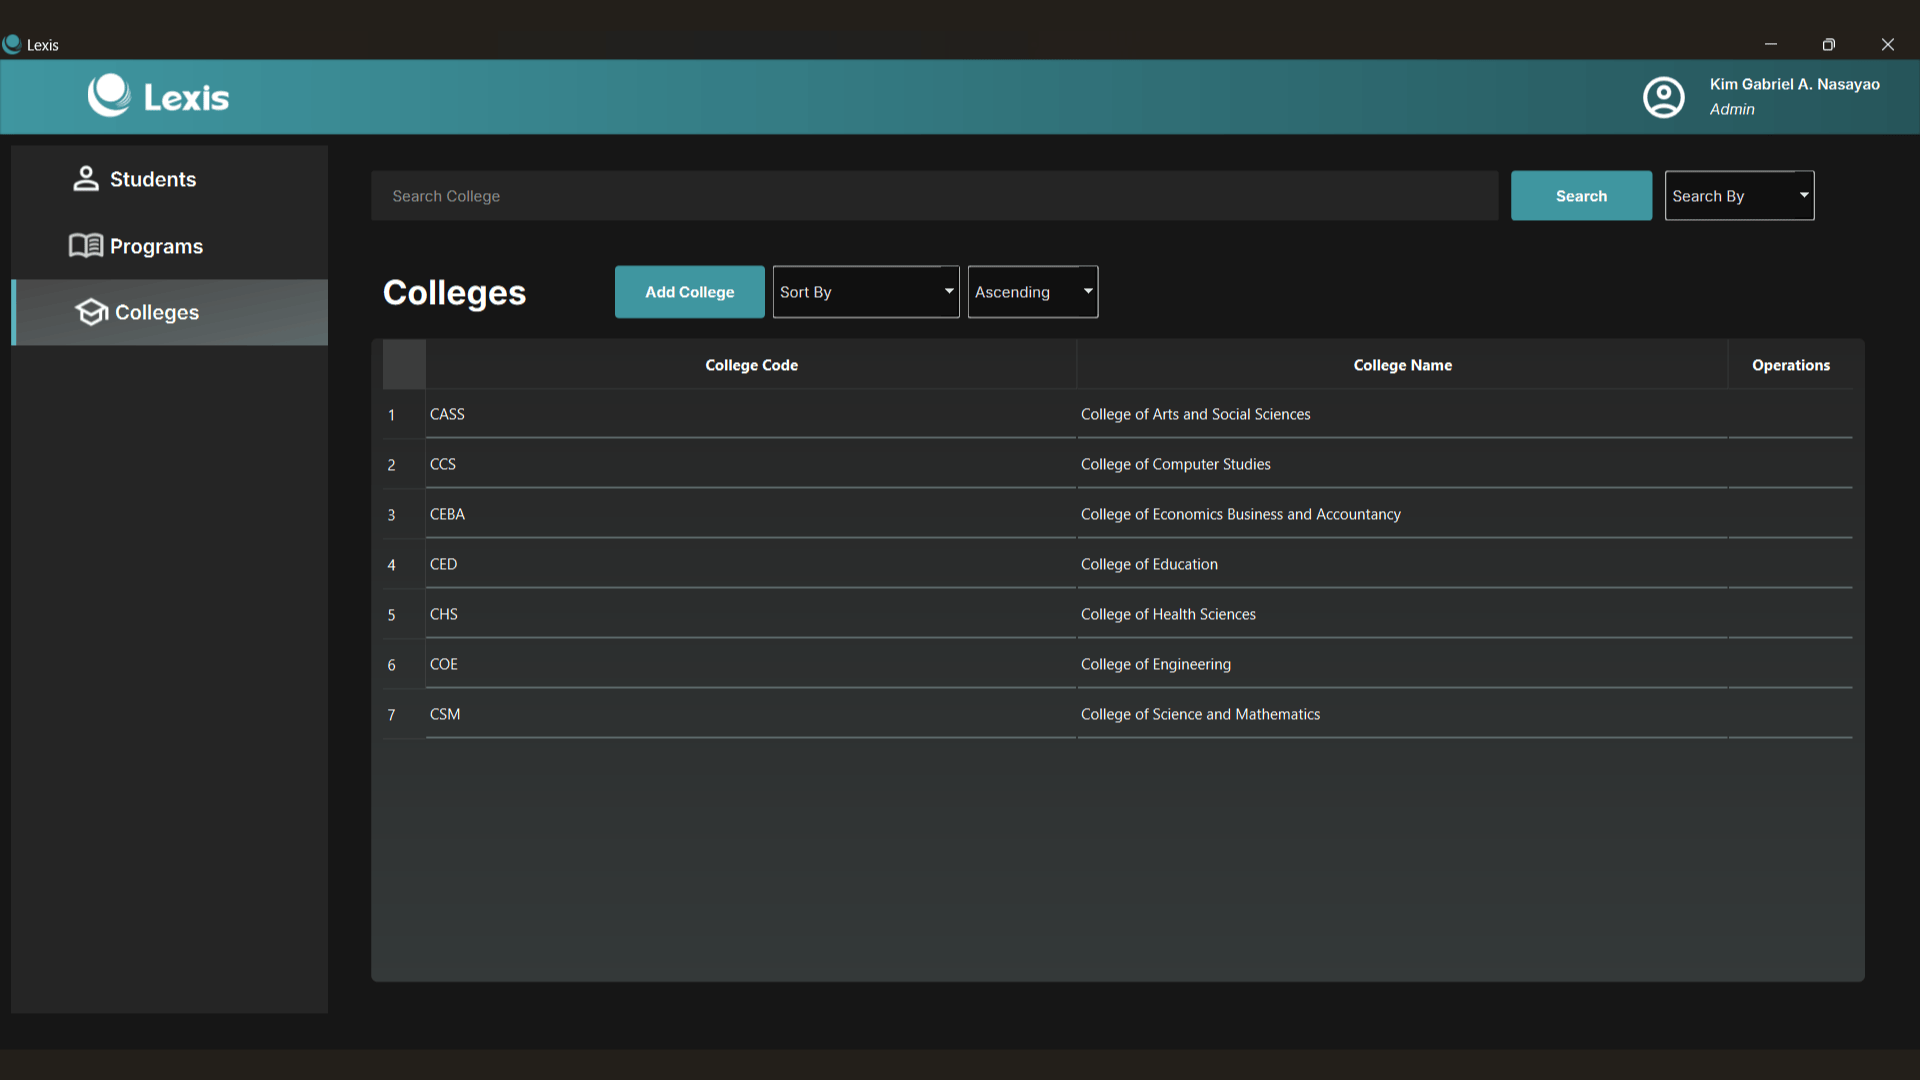 Lexis
Lexis
Kim Gabriel A. Nasayao
Admin
Students
Programs
Colleges
Search College
Search
Search By
Colleges
Add College
Sort By
Ascending
College Code College Name Operations
1 CASS College of Arts and Social Sciences
2 CCS College of Computer Studies
3 CEBA College of Economics Business and Accountancy
4 CED College of Education
5 CHS College of Health Sciences
6 COE College of Engineering
7 CSM College of Science and Mathematics